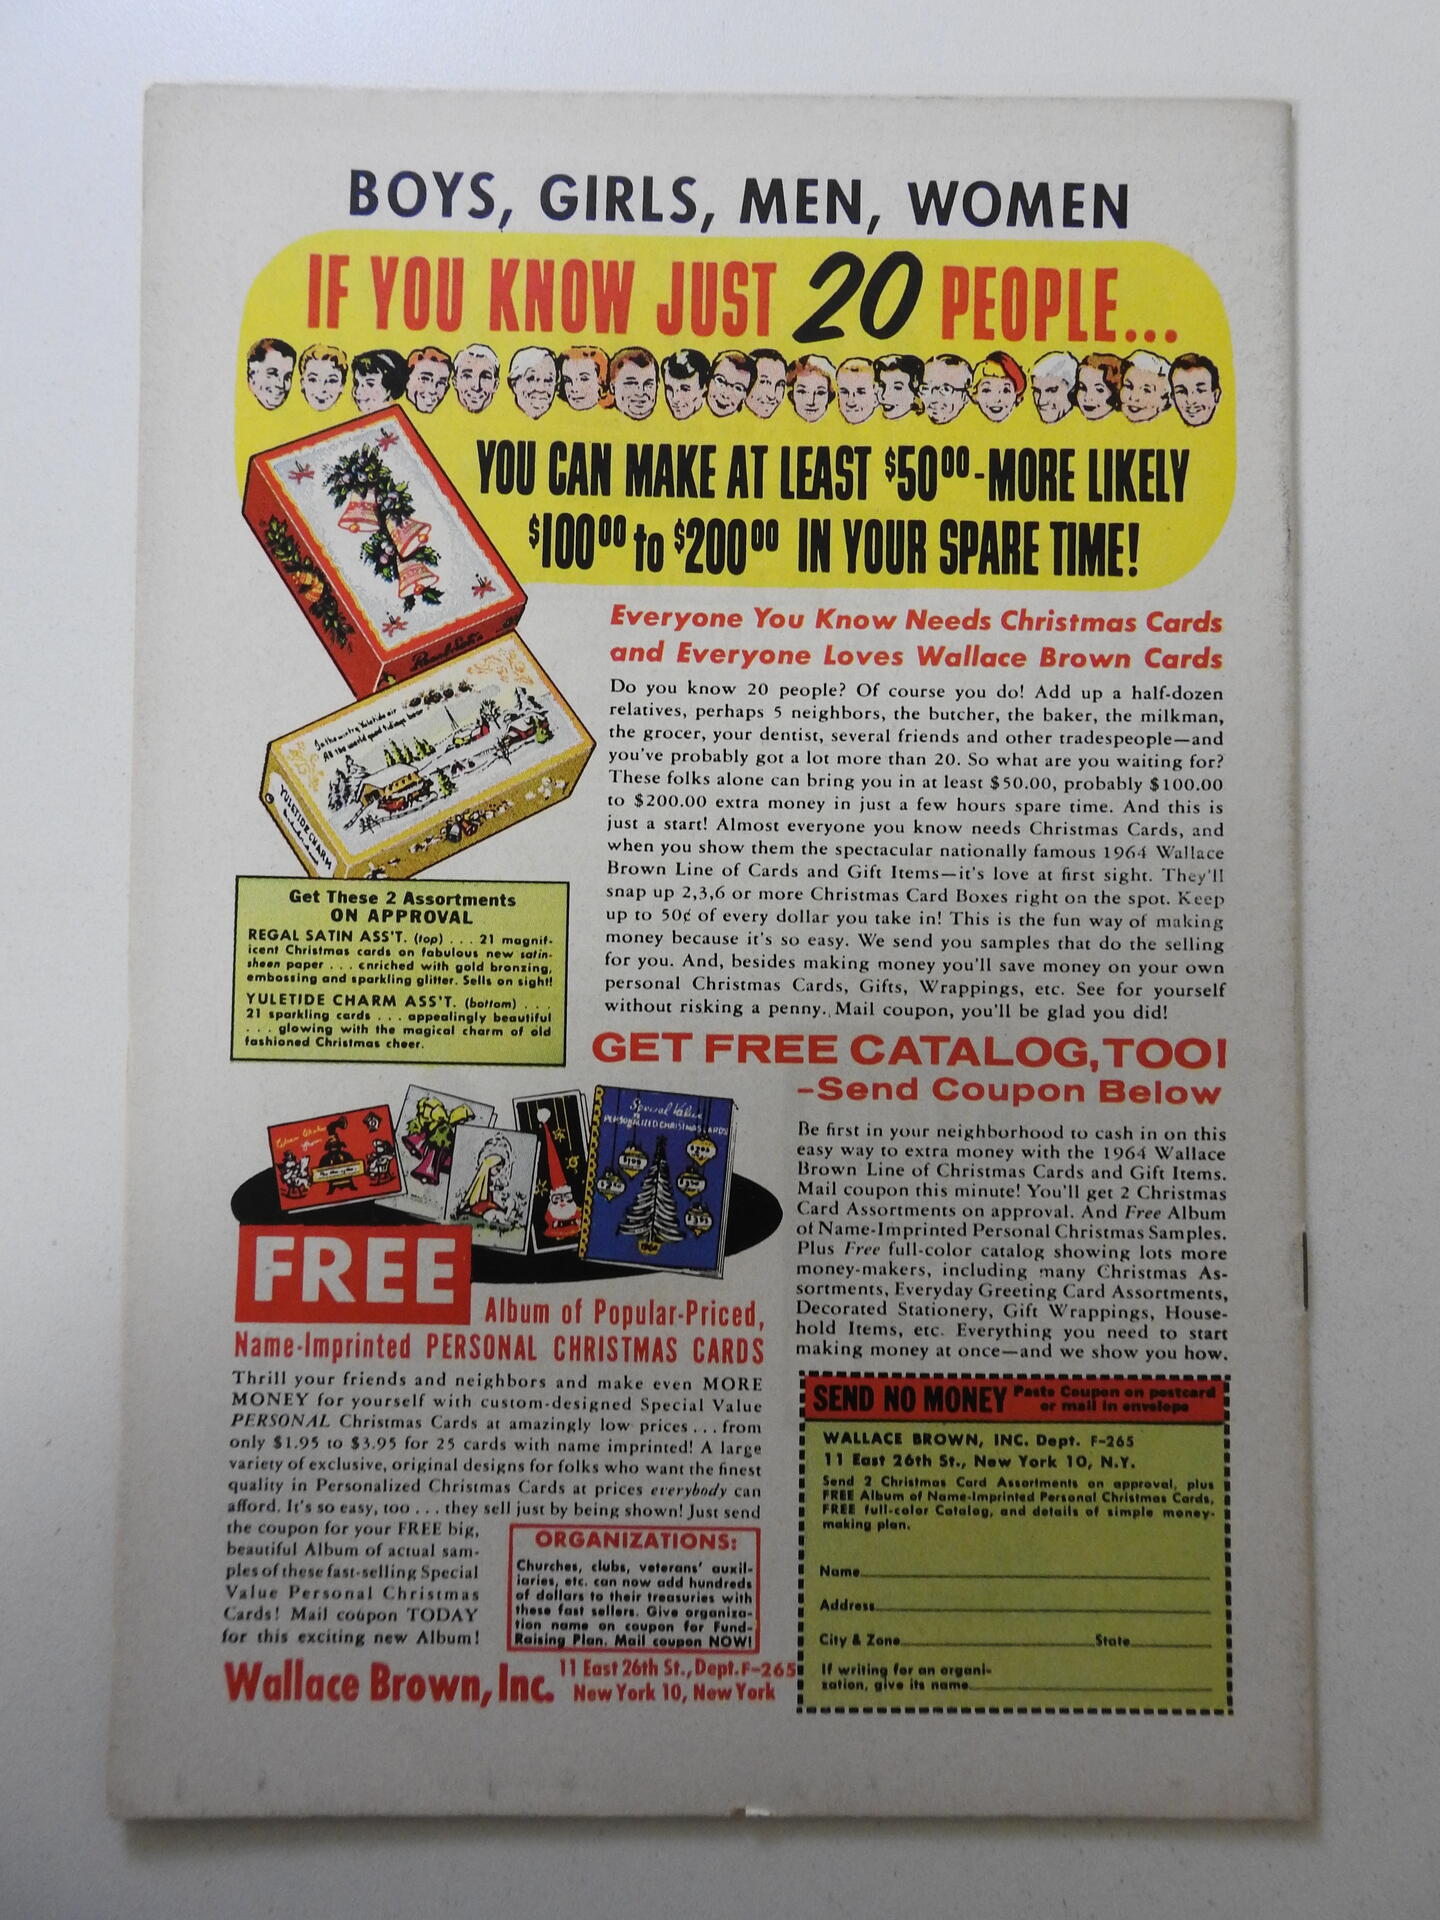 BOYS, GIRLS, MEN, WOMEN
IF YOU KNOW JUST 20 PEOPLE...
YOU CAN MAKE AT LEAST $50⁰⁰-MORE LIKELY
$100⁰⁰ to $200⁰⁰ IN YOUR SPARE TIME!
In the wintry Yuletide air
YULETIDE CHARM
Everyone You Know Needs Christmas Cards
and Everyone Loves Wallace Brown Cards
Do you know 20 people? Of course you do! Add up a half-dozen
relatives, perhaps 5 neighbors, the butcher, the baker, the milkman,
the grocer, your dentist, several friends and other tradespeople—and
you've probably got a lot more than 20. So what are you waiting for?
These folks alone can bring you in at least $50.00, probably $100.00
to $200.00 extra money in just a few hours spare time. And this is
just a start! Almost everyone you know needs Christmas Cards, and
when you show them the spectacular nationally famous 1964 Wallace
Brown Line of Cards and Gift Items—it's love at first sight. They'll
snap up 2,3,6 or more Christmas Card Boxes right on the spot. Keep
up to 50¢ of every dollar you take in! This is the fun way of making
money because it's so easy. We send you samples that do the selling
for you. And, besides making money you'll save money on your own
personal Christmas Cards, Gifts, Wrappings, etc. See for yourself
without risking a penny. Mail coupon, you'll be glad you did!
Get These 2 Assortments
ON APPROVAL
REGAL SATIN ASS'T. (top) . . . 21 magnif-
icent Christmas cards on fabulous new satin-
sheen paper . . . enriched with gold bronzing,
embossing and sparkling glitter. Sells on sight!
YULETIDE CHARM ASS'T. (bottom) . . .
21 sparkling cards . . . appealingly beautiful
. . . glowing with the magical charm of old
fashioned Christmas cheer.
GET FREE CATALOG, TOO!
–Send Coupon Below
Be first in your neighborhood to cash in on this
easy way to extra money with the 1964 Wallace
Brown Line of Christmas Cards and Gift Items.
Mail coupon this minute! You'll get 2 Christmas
Card Assortments on approval. And Free Album
of Name-Imprinted Personal Christmas Samples.
Plus Free full-color catalog showing lots more
money-makers, including many Christmas As-
sortments, Everyday Greeting Card Assortments,
Decorated Stationery, Gift Wrappings, House-
hold Items, etc. Everything you need to start
making money at once—and we show you how.
Special Value
PERSONALIZED CHRISTMAS CARDS
FREE
Album of Popular-Priced,
Name-Imprinted PERSONAL CHRISTMAS CARDS
Thrill your friends and neighbors and make even MORE
MONEY for yourself with custom-designed Special Value
PERSONAL Christmas Cards at amazingly low prices . . . from
only $1.95 to $3.95 for 25 cards with name imprinted! A large
variety of exclusive, original designs for folks who want the finest
quality in Personalized Christmas Cards at prices everybody can
afford. It's so easy, too . . . they sell just by being shown! Just send
the coupon for your FREE big,
beautiful Album of actual sam-
ples of these fast-selling Special
Value Personal Christmas
Cards! Mail coupon TODAY
for this exciting new Album!
ORGANIZATIONS:
Churches, clubs, veterans' auxil-
iaries, etc. can now add hundreds
of dollars to their treasuries with
these fast sellers. Give organiza-
tion name on coupon for Fund-
Raising Plan. Mail coupon NOW!
Wallace Brown, Inc. 11 East 26th St., Dept. F-265
New York 10, New York
SEND NO MONEY Paste Coupon on postcard
or mail in envelope
WALLACE BROWN, INC. Dept. F-265
11 East 26th St., New York 10, N.Y.
Send 2 Christmas Card Assortments on approval, plus
FREE Album of Name-Imprinted Personal Christmas Cards,
FREE full-color Catalog, and details of simple money-
making plan.
Name
Address
City & Zone State
If writing for an organi-
zation, give its name